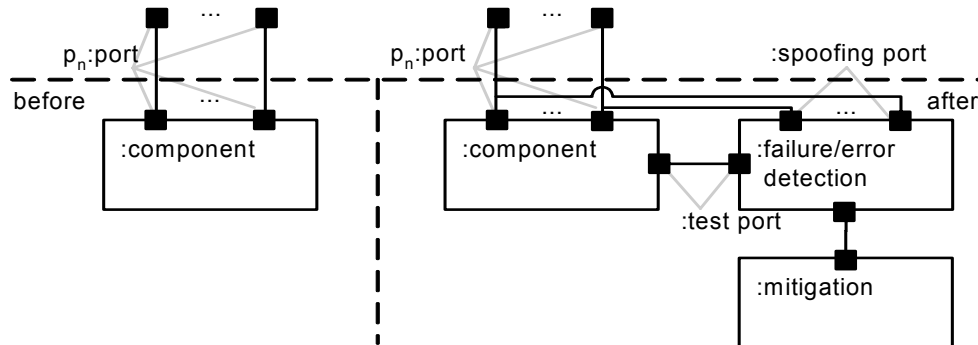 ...
...
pn:port
pn:port
:spoofing port
before
...
...
...
after
:component
:component
:failure/error
detection
:test port
:mitigation